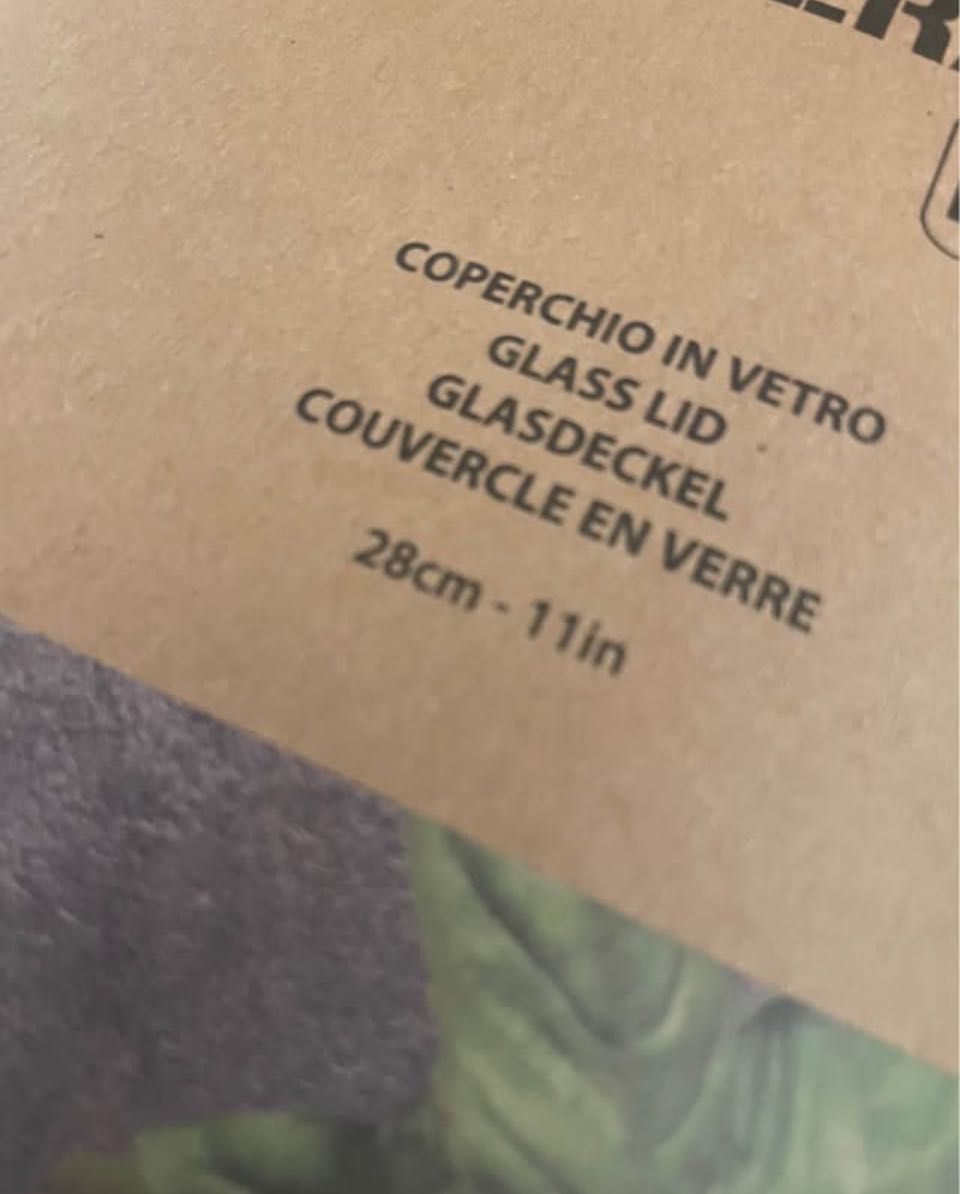 COPERCHIO IN VETRO
GLASS LID
GLASDECKEL
COUVERCLE EN VERRE
28cm - 11in